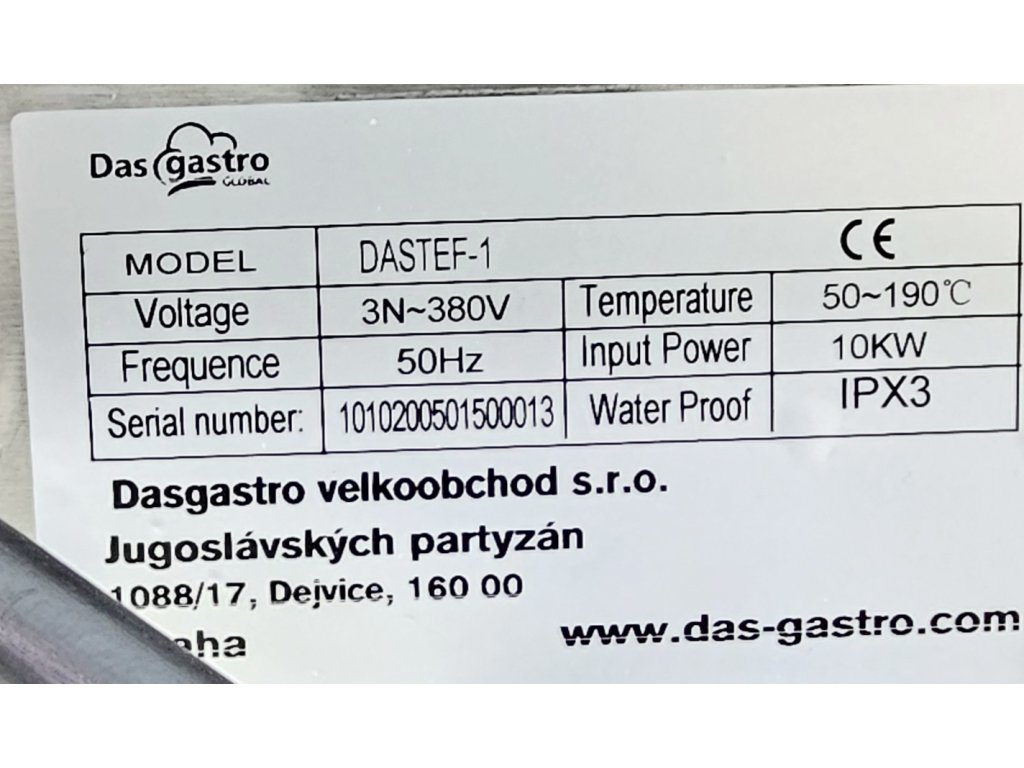 Das gastro
GLOBAL
MODEL DASTEF-1 CE
Voltage 3N~380V Temperature 50~190℃
Frequence 50Hz Input Power 10KW
Serial number: 1010200501500013 Water Proof IPX3
Dasgastro velkoobchod s.r.o.
Jugoslávských partyzán
1088/17, Dejvice, 160 00
www.das-gastro.com